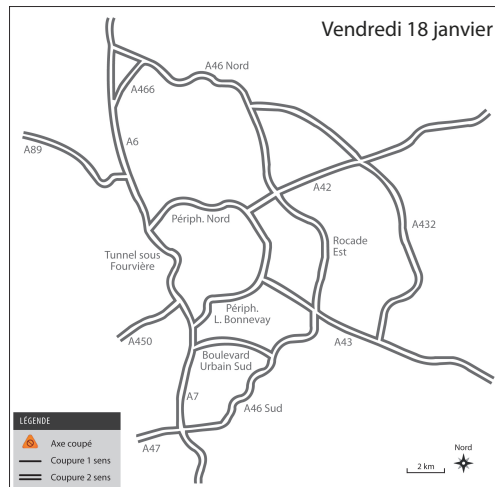 Vendredi 18 janvier
A46 Nord
A466
A6
A89
A42
Périph. Nord
A432
Tunnel sous
Fourvière
Rocade
Est
Périph.
L. Bonnevay
A450
A43
Boulevard
Urbain Sud
A7
A46 Sud
A47
LÉGENDE
Axe coupé
Coupure 1 sens
Coupure 2 sens
Nord
2 km